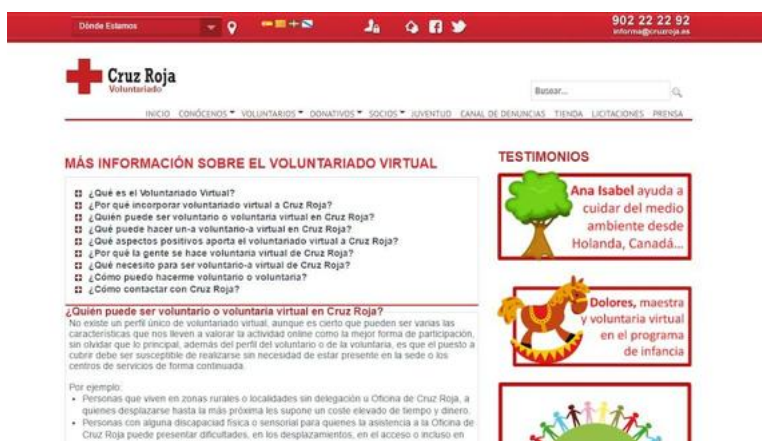 Dónde Estamos
902 22 22 92
informa@cruzroja.es
Cruz Roja
Voluntariado
Buscar...
INICIO CONÓCENOS VOLUNTARIOS DONATIVOS SOCIOS JUVENTUD CANAL DE DENUNCIAS TIENDA LICITACIONES PRENSA
MÁS INFORMACIÓN SOBRE EL VOLUNTARIADO VIRTUAL
¿Qué es el Voluntariado Virtual?
¿Por qué incorporar voluntariado virtual a Cruz Roja?
¿Quién puede ser voluntario o voluntaria virtual en Cruz Roja?
¿Qué puede hacer un-a voluntario-a virtual en Cruz Roja?
¿Qué aspectos positivos aporta el voluntariado virtual a Cruz Roja?
¿Por qué la gente se hace voluntaria virtual de Cruz Roja?
¿Qué necesito para ser voluntario-a virtual de Cruz Roja?
¿Cómo puedo hacerme voluntario o voluntaria?
¿Cómo contactar con Cruz Roja?
¿Quién puede ser voluntario o voluntaria virtual en Cruz Roja?
No existe un perfil único de voluntariado virtual, aunque es cierto que pueden ser varias las
características que nos lleven a valorar la actividad online como la mejor forma de participación,
sin olvidar que lo principal, además del perfil del voluntario o de la voluntaria, es que el puesto a
cubrir debe ser susceptible de realizarse sin necesidad de estar presente en la sede o los
centros de servicios de forma continuada.
Por ejemplo:
Personas que viven en zonas rurales o localidades sin delegación u Oficina de Cruz Roja, a
quienes desplazarse hasta la más próxima les supone un coste elevado de tiempo y dinero.
Personas con alguna discapaciad física o sensorial para quienes la asistencia a la Oficina de
Cruz Roja puede presentar dificultades, en los desplazamientos, en el acceso o incluso en
TESTIMONIOS
Ana Isabel ayuda a
cuidar del medio
ambiente desde
Holanda, Canadá...
Dolores, maestra
y voluntaria virtual
en el programa
de infancia